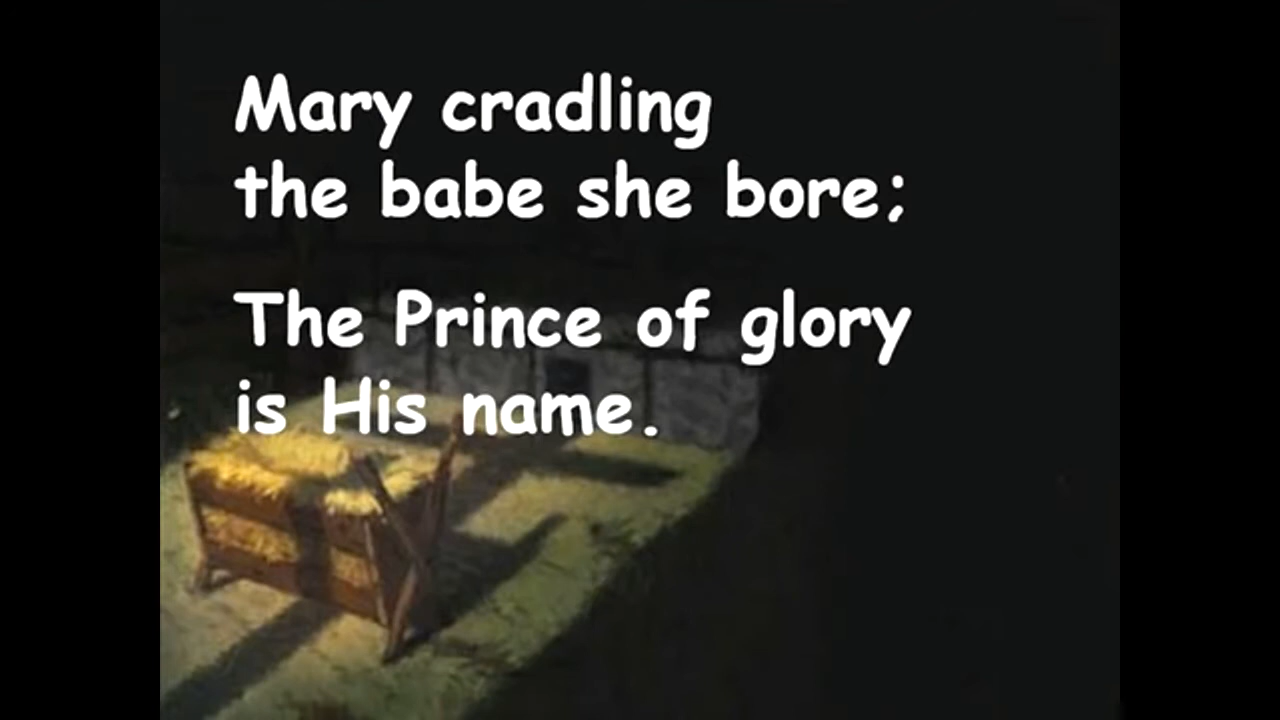 Mary cradling
the babe she bore;
The Prince of glory
is His name.